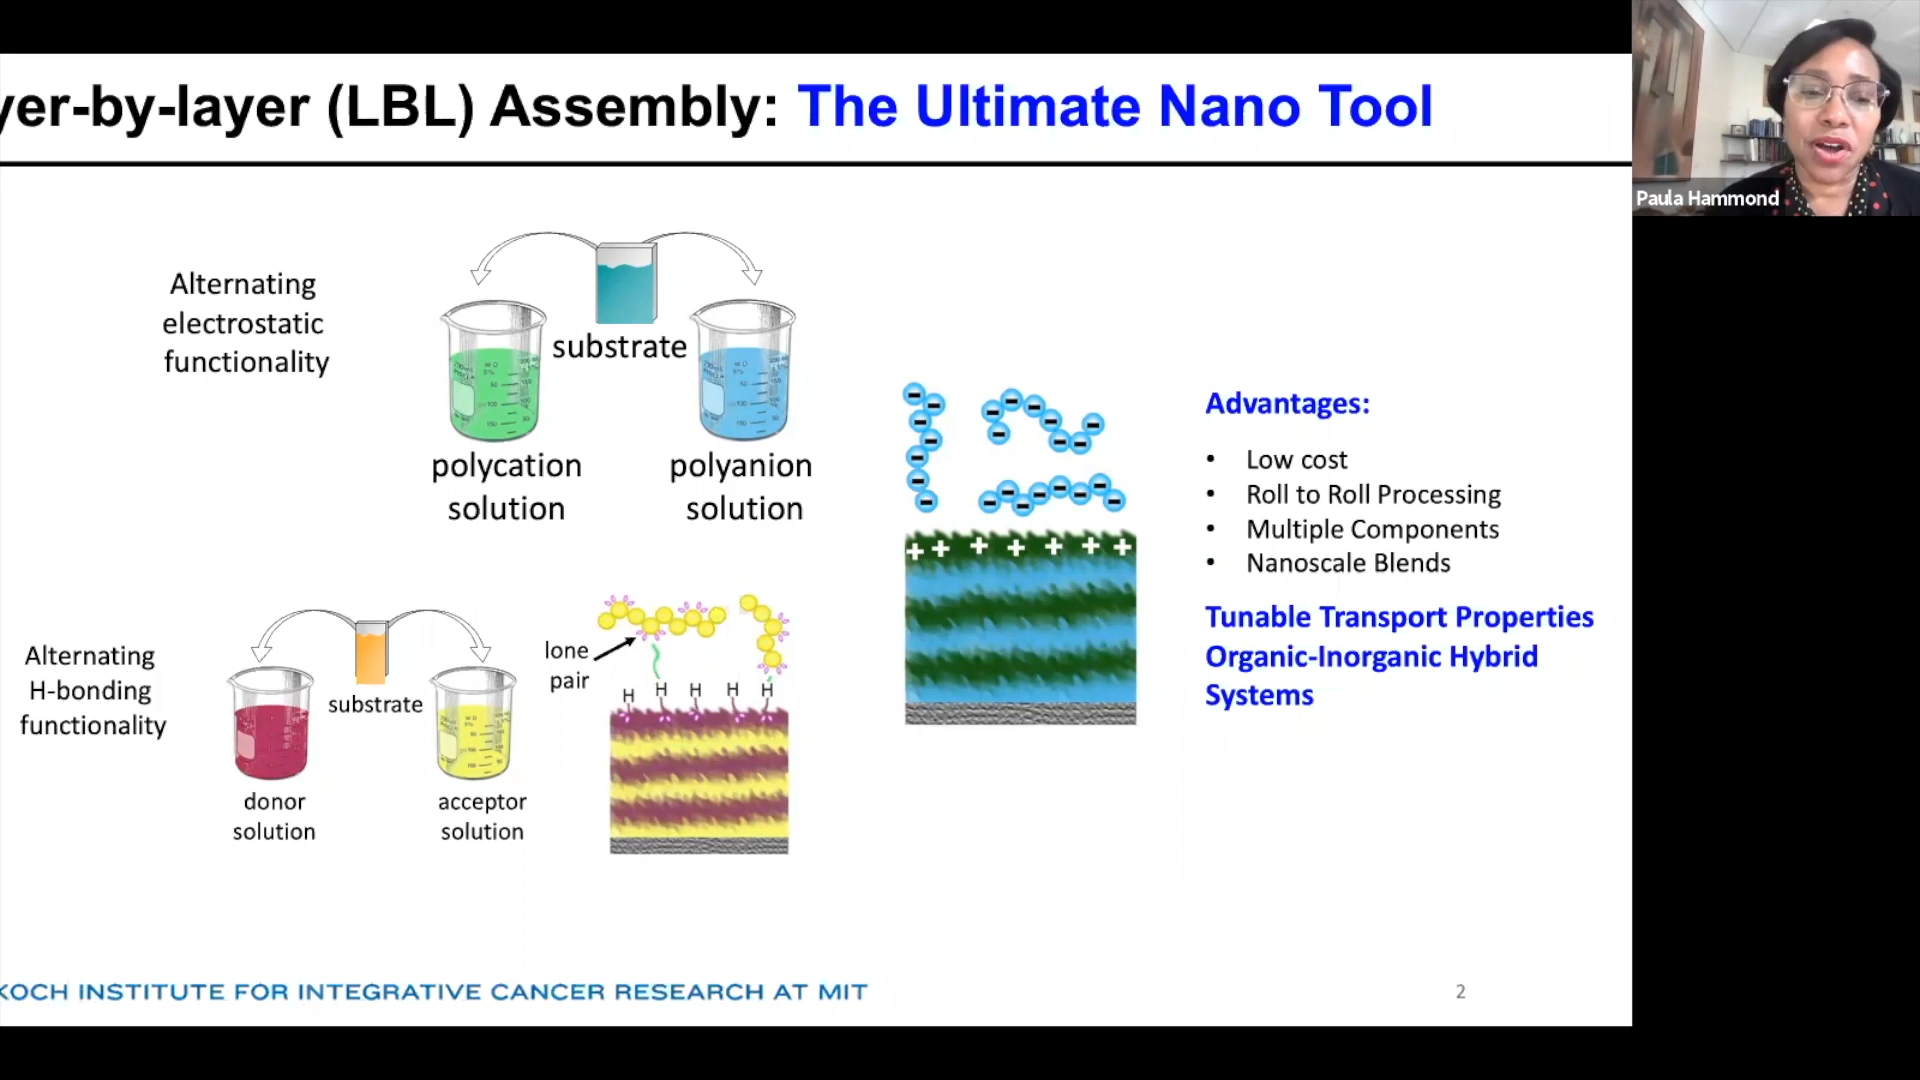 yer-by-layer (LBL) Assembly: The Ultimate Nano Tool
Paula Hammond
Alternating
electrostatic
functionality
substrate
polycation
solution
polyanion
solution
Advantages:
• Low cost
• Roll to Roll Processing
• Multiple Components
• Nanoscale Blends
Tunable Transport Properties
Organic-Inorganic Hybrid
Systems
Alternating
H-bonding
functionality
substrate
donor
solution
acceptor
solution
lone
pair
H H H H H
KOCH INSTITUTE FOR INTEGRATIVE CANCER RESEARCH AT MIT
2